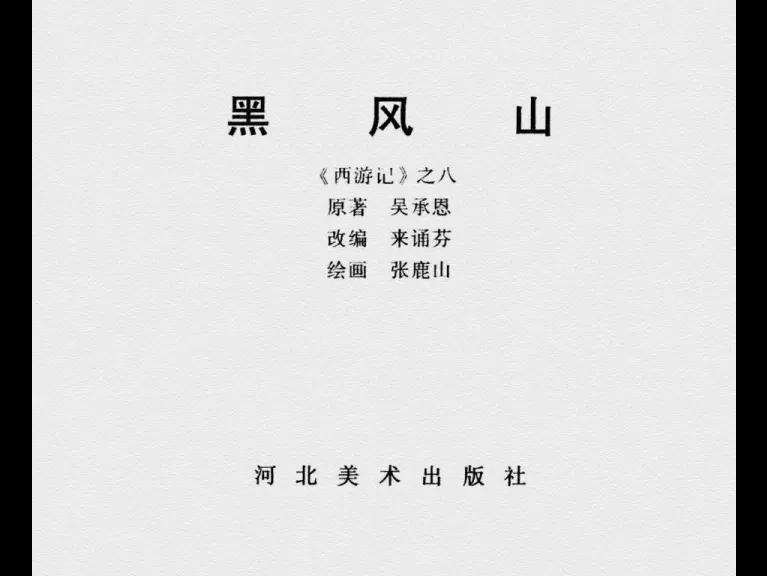 黑风山
《西游记》之八
原著 吴承恩
改编 来诵芬
绘画 张鹿山
河北美术出版社